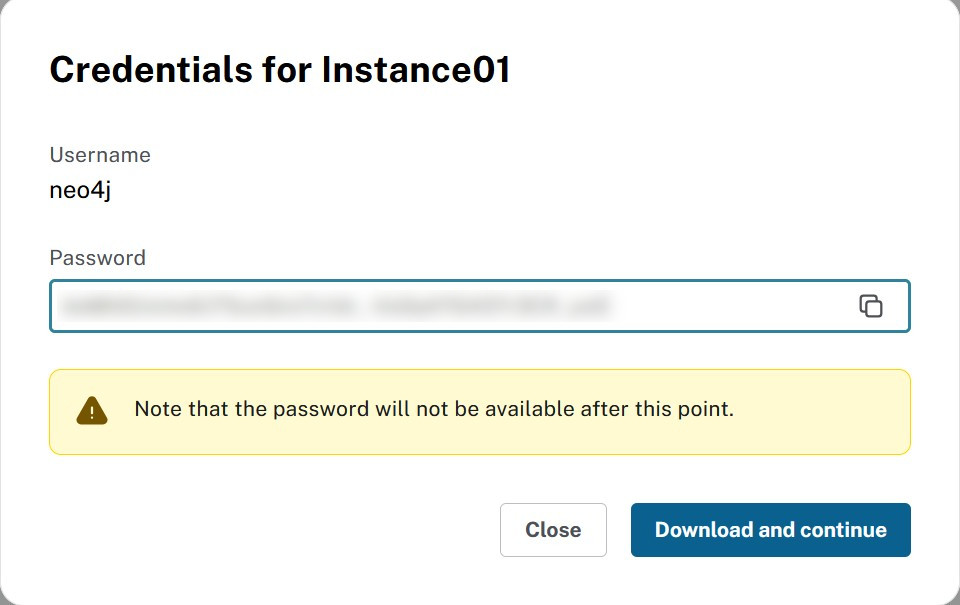 Credentials for Instance01
Username
neo4j
Password
Note that the password will not be available after this point.
Close
Download and continue